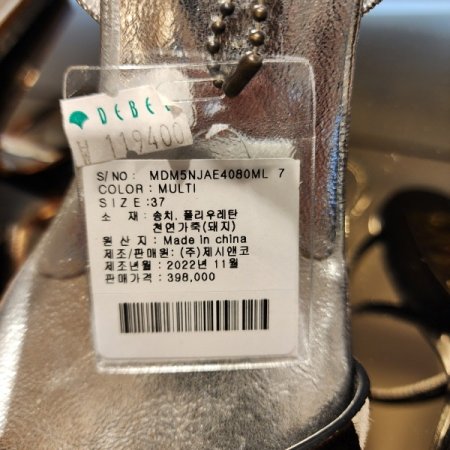 DEBE
₩ 119400
S/NO : MDM5NJAE4080ML 7
COLOR : MULTI
SIZE :37
소 재 : 송치, 폴리우레탄
천연가죽(돼지)
원 산 지 : Made in china
제조/판매원: (주)제시앤코
제조년월 : 2022년 11월
판매가격 : 398,000